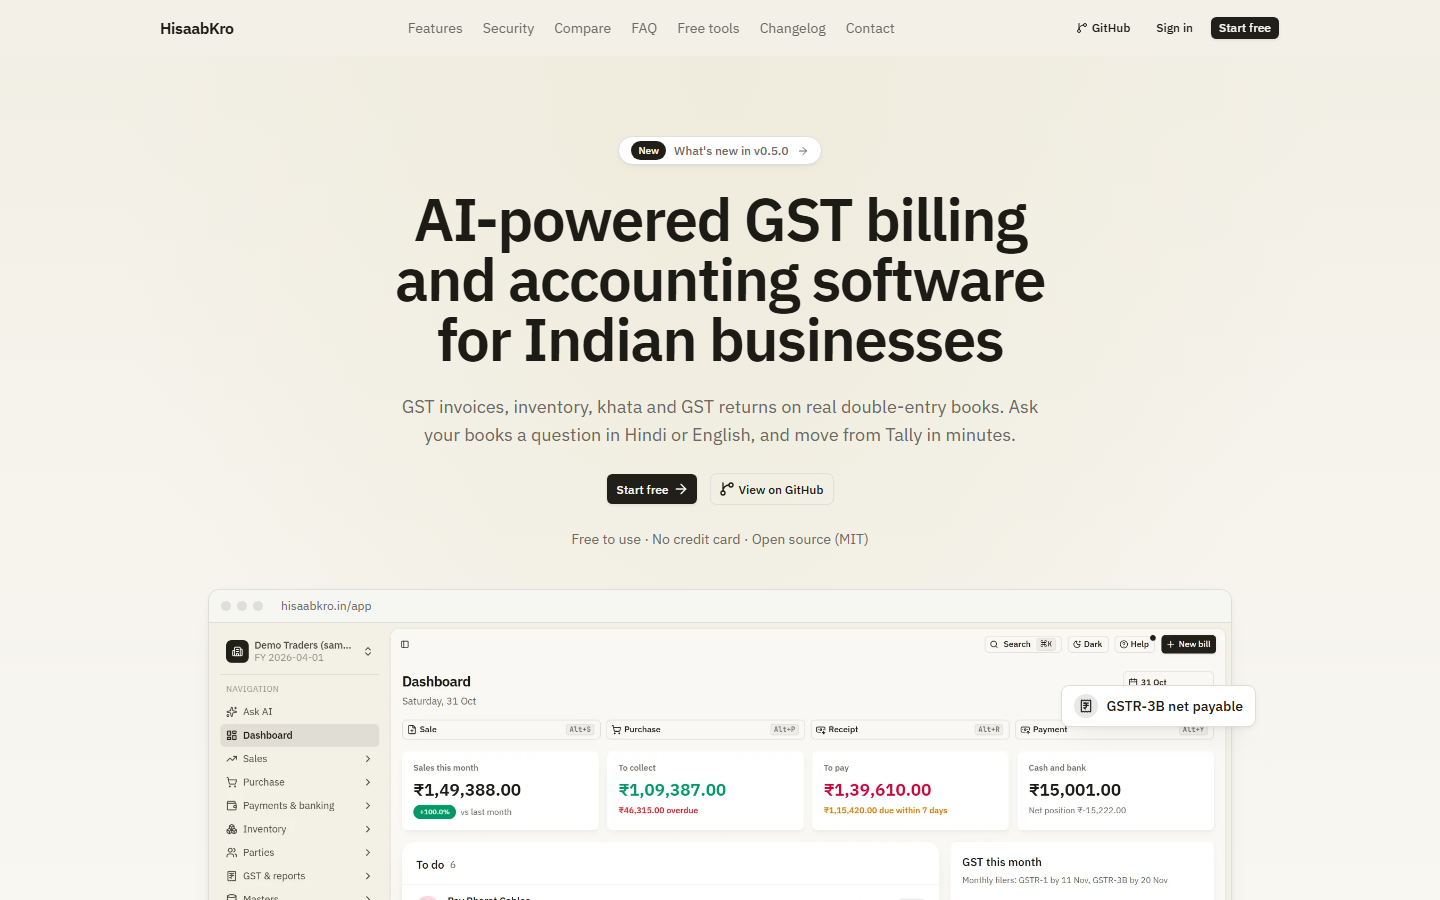 HisaabKro
Features Security Compare FAQ Free tools Changelog Contact
GitHub Sign in Start free
New What's new in v0.5.0
AI-powered GST billing
and accounting software
for Indian businesses
GST invoices, inventory, khata and GST returns on real double-entry books. Ask
your books a question in Hindi or English, and move from Tally in minutes.
Start free View on GitHub
Free to use · No credit card · Open source (MIT)
hisaabkro.in/app
Demo Traders (sam...
FY 2026-04-01
NAVIGATION
Ask AI
Dashboard
Sales
Purchase
Payments & banking
Inventory
Parties
GST & reports
Masters
Search ⌘K Dark Help New bill
Dashboard
Saturday, 31 Oct
31 Oct
GSTR-3B net payable
Sale Alt+S Purchase Alt+P Receipt Alt+R Payment
Sales this month
₹1,49,388.00
+100.0% vs last month
To collect
₹1,09,387.00
₹46,315.00 overdue
To pay
₹1,39,610.00
₹1,15,420.00 due within 7 days
Cash and bank
₹15,001.00
Net position ₹-15,222.00
To do 6
GST this month
Monthly filers: GSTR-1 by 11 Nov, GSTR-3B by 20 Nov